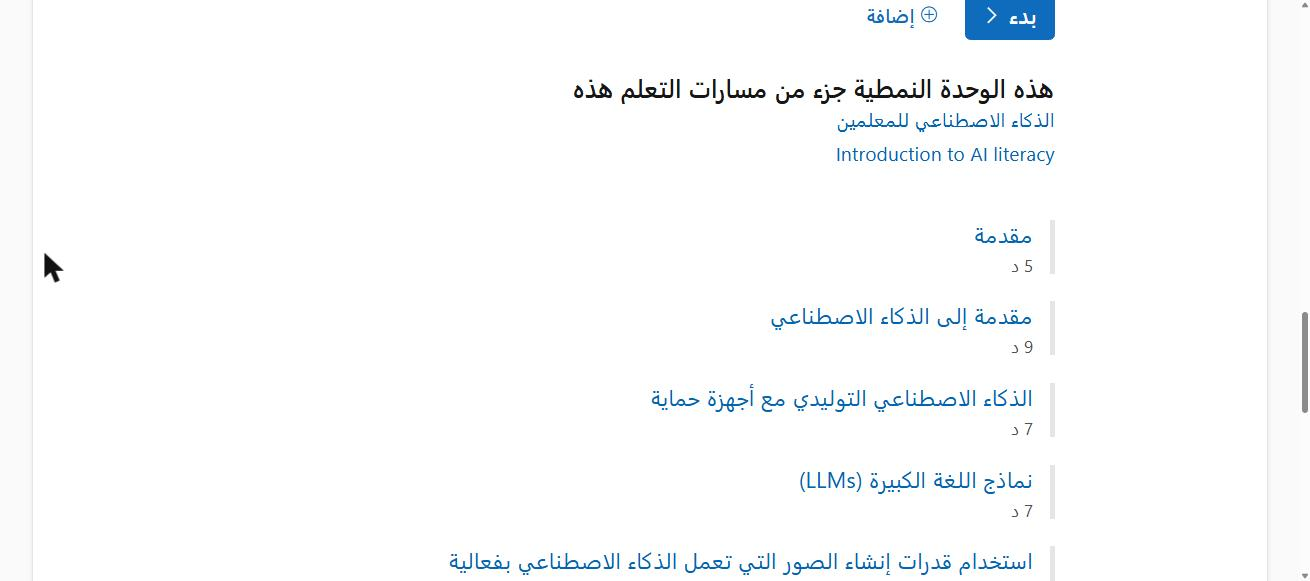 بدء
إضافة
هذه الوحدة النمطية جزء من مسارات التعلم هذه
الذكاء الاصطناعي للمعلمين
Introduction to AI literacy
مقدمة
5 د
مقدمة إلى الذكاء الاصطناعي
9 د
الذكاء الاصطناعي التوليدي مع أجهزة حماية
7 د
نماذج اللغة الكبيرة (LLMs)
7 د
استخدام قدرات إنشاء الصور التي تعمل الذكاء الاصطناعي بفعالية